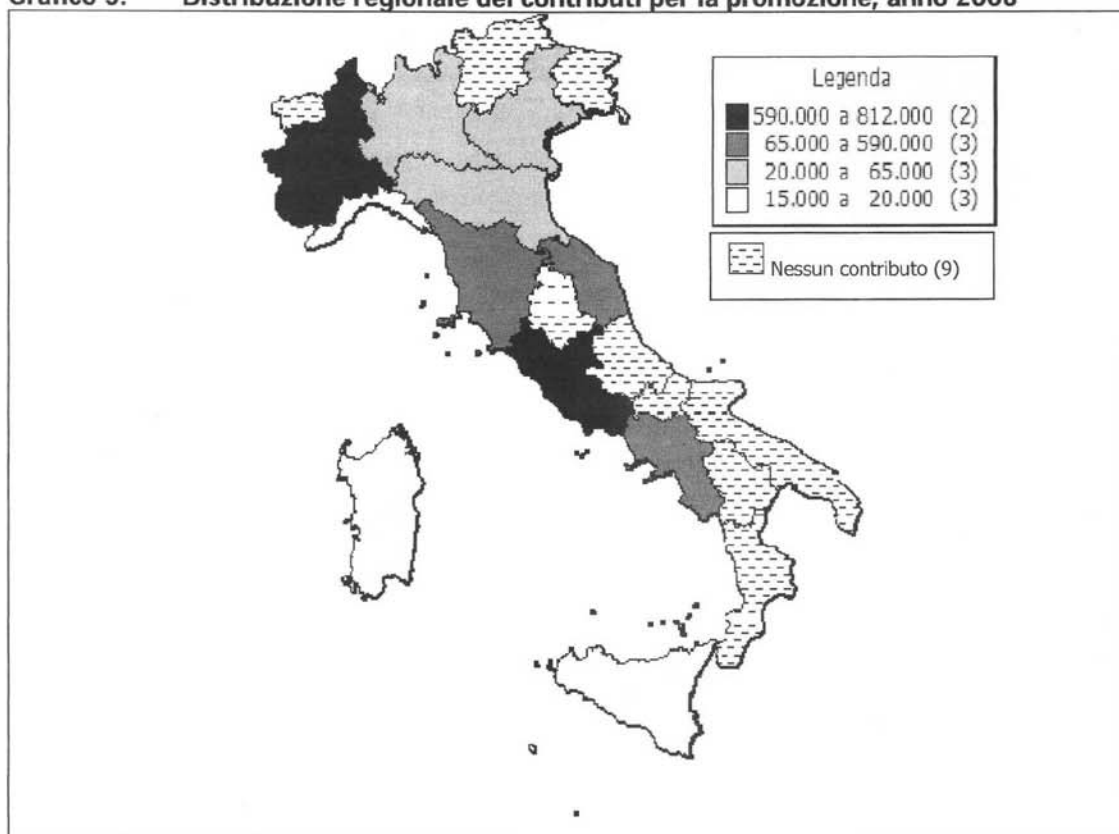 Distribuzione regionale dei contributi per la promozione, anno
Legenda
590.000 a 812.000 (2)
65.000 a 590.000 (3)
20.000 a 65.000 (3)
15.000 a 20.000 (3)
Nessun contributo (9)